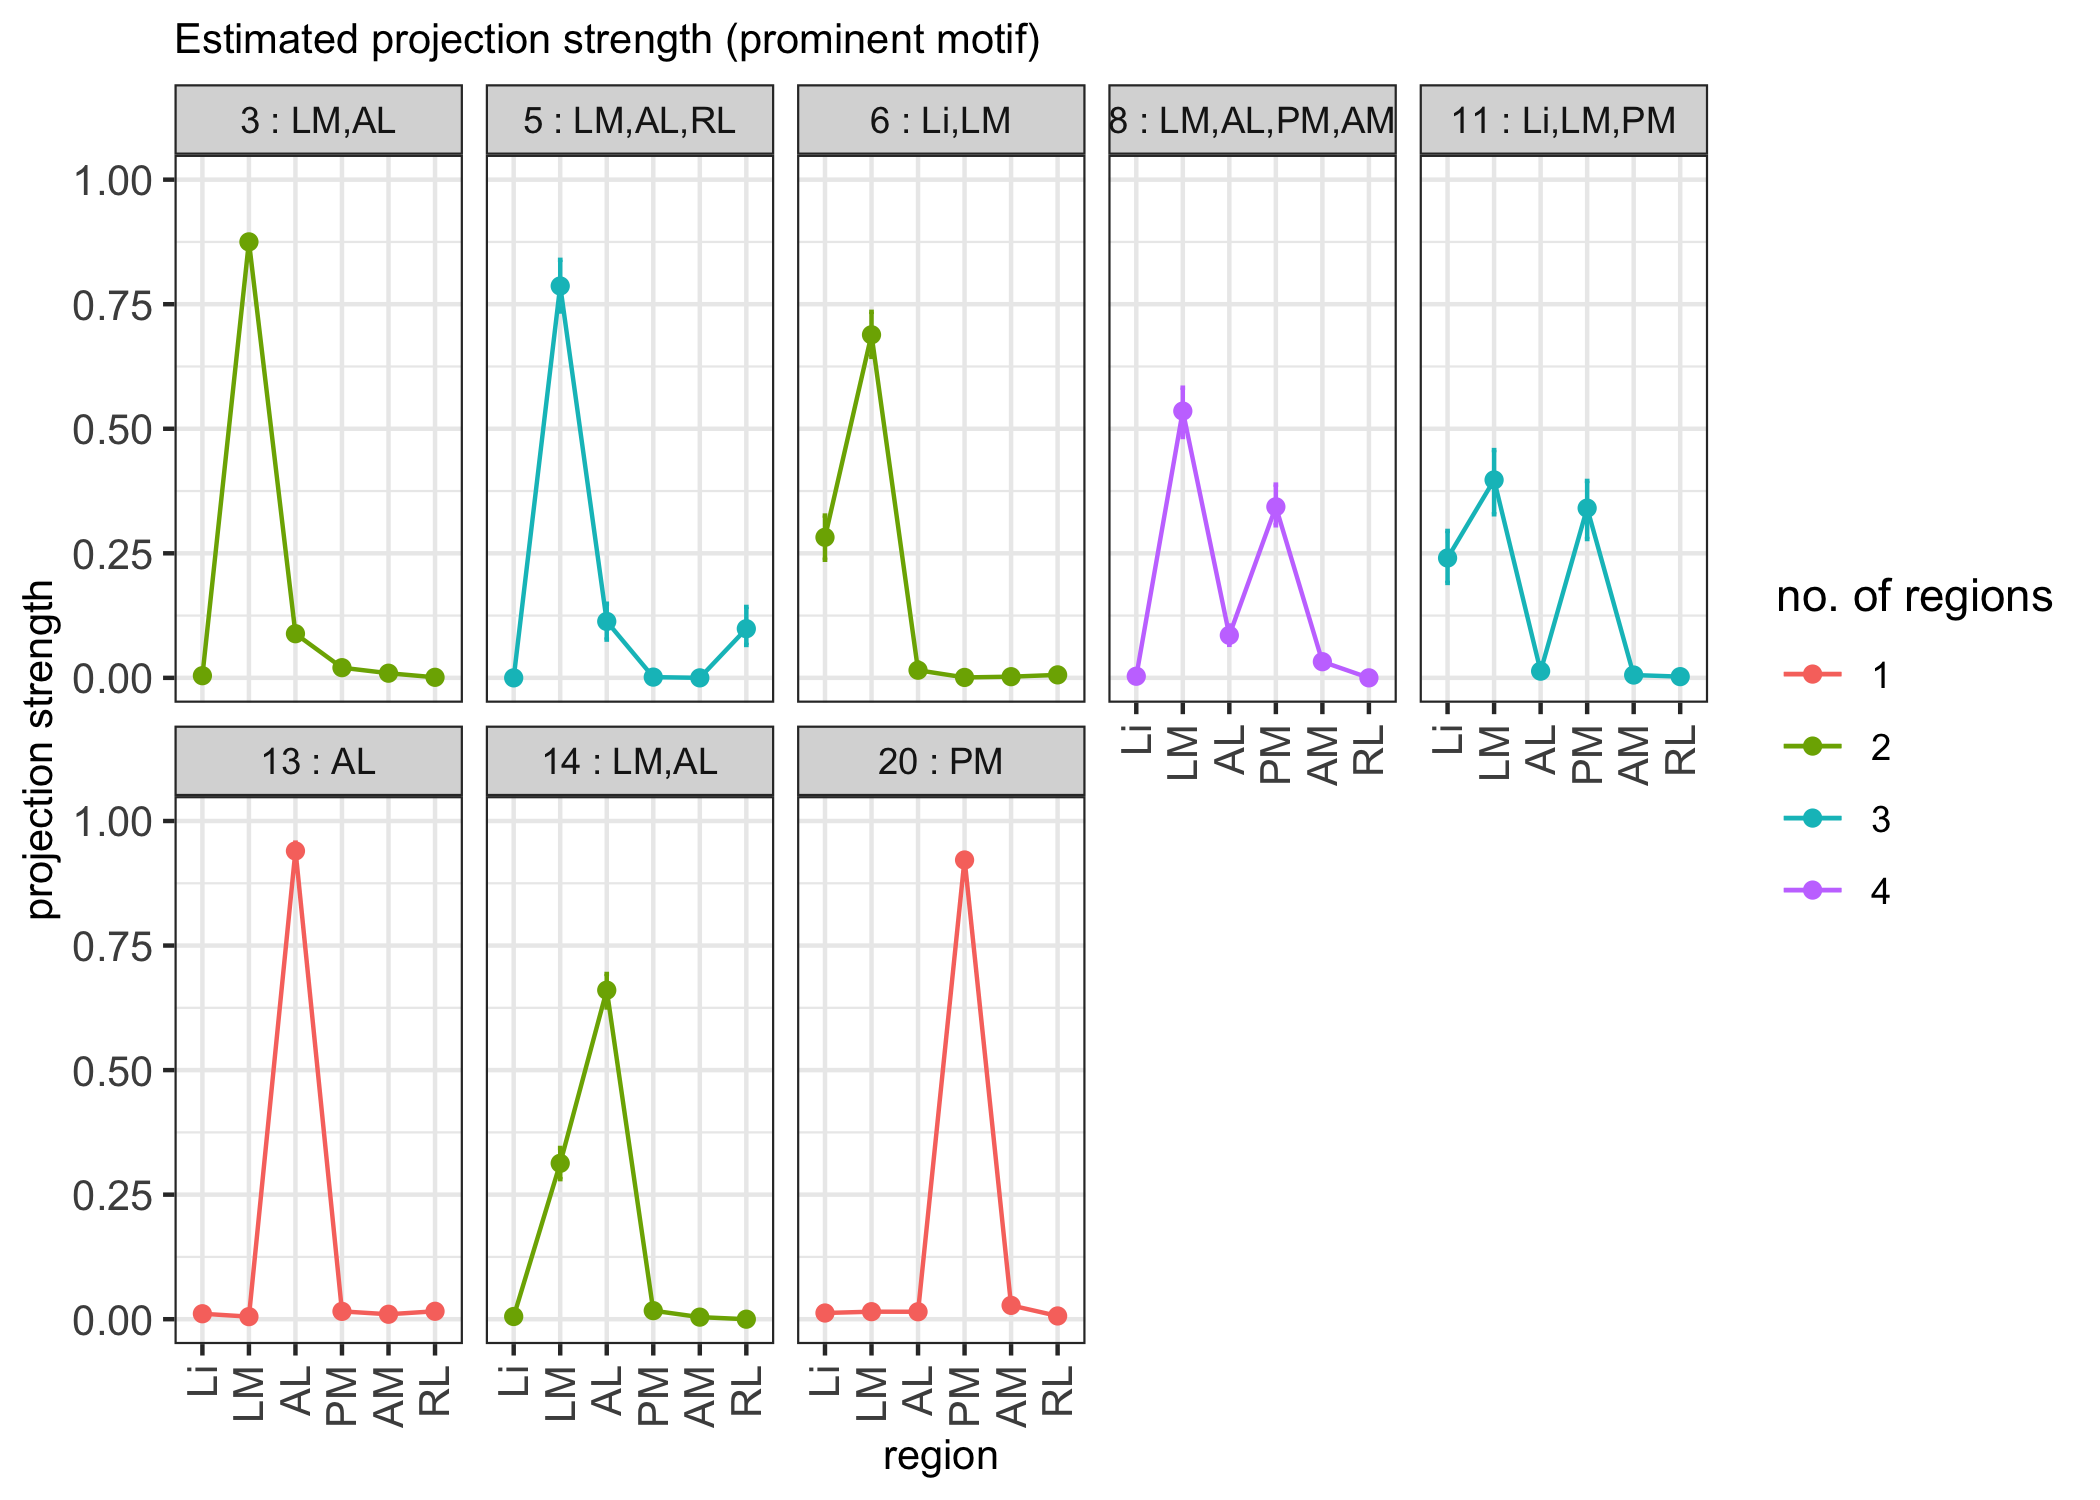 Estimated projection strength (prominent motif)
3 : LM,AL
5 : LM,AL,RL
6 : Li,LM
8 : LM,AL,PM,AM
11 : Li,LM,PM
1.00
0.75
0.50
0.25
0.00
Li LM AL PM AM RL
Li LM AL PM AM RL
13 : AL
14 : LM,AL
20 : PM
1.00
0.75
0.50
0.25
0.00
Li LM AL PM AM RL
Li LM AL PM AM RL
Li LM AL PM AM RL
region
projection strength
no. of regions
1
2
3
4